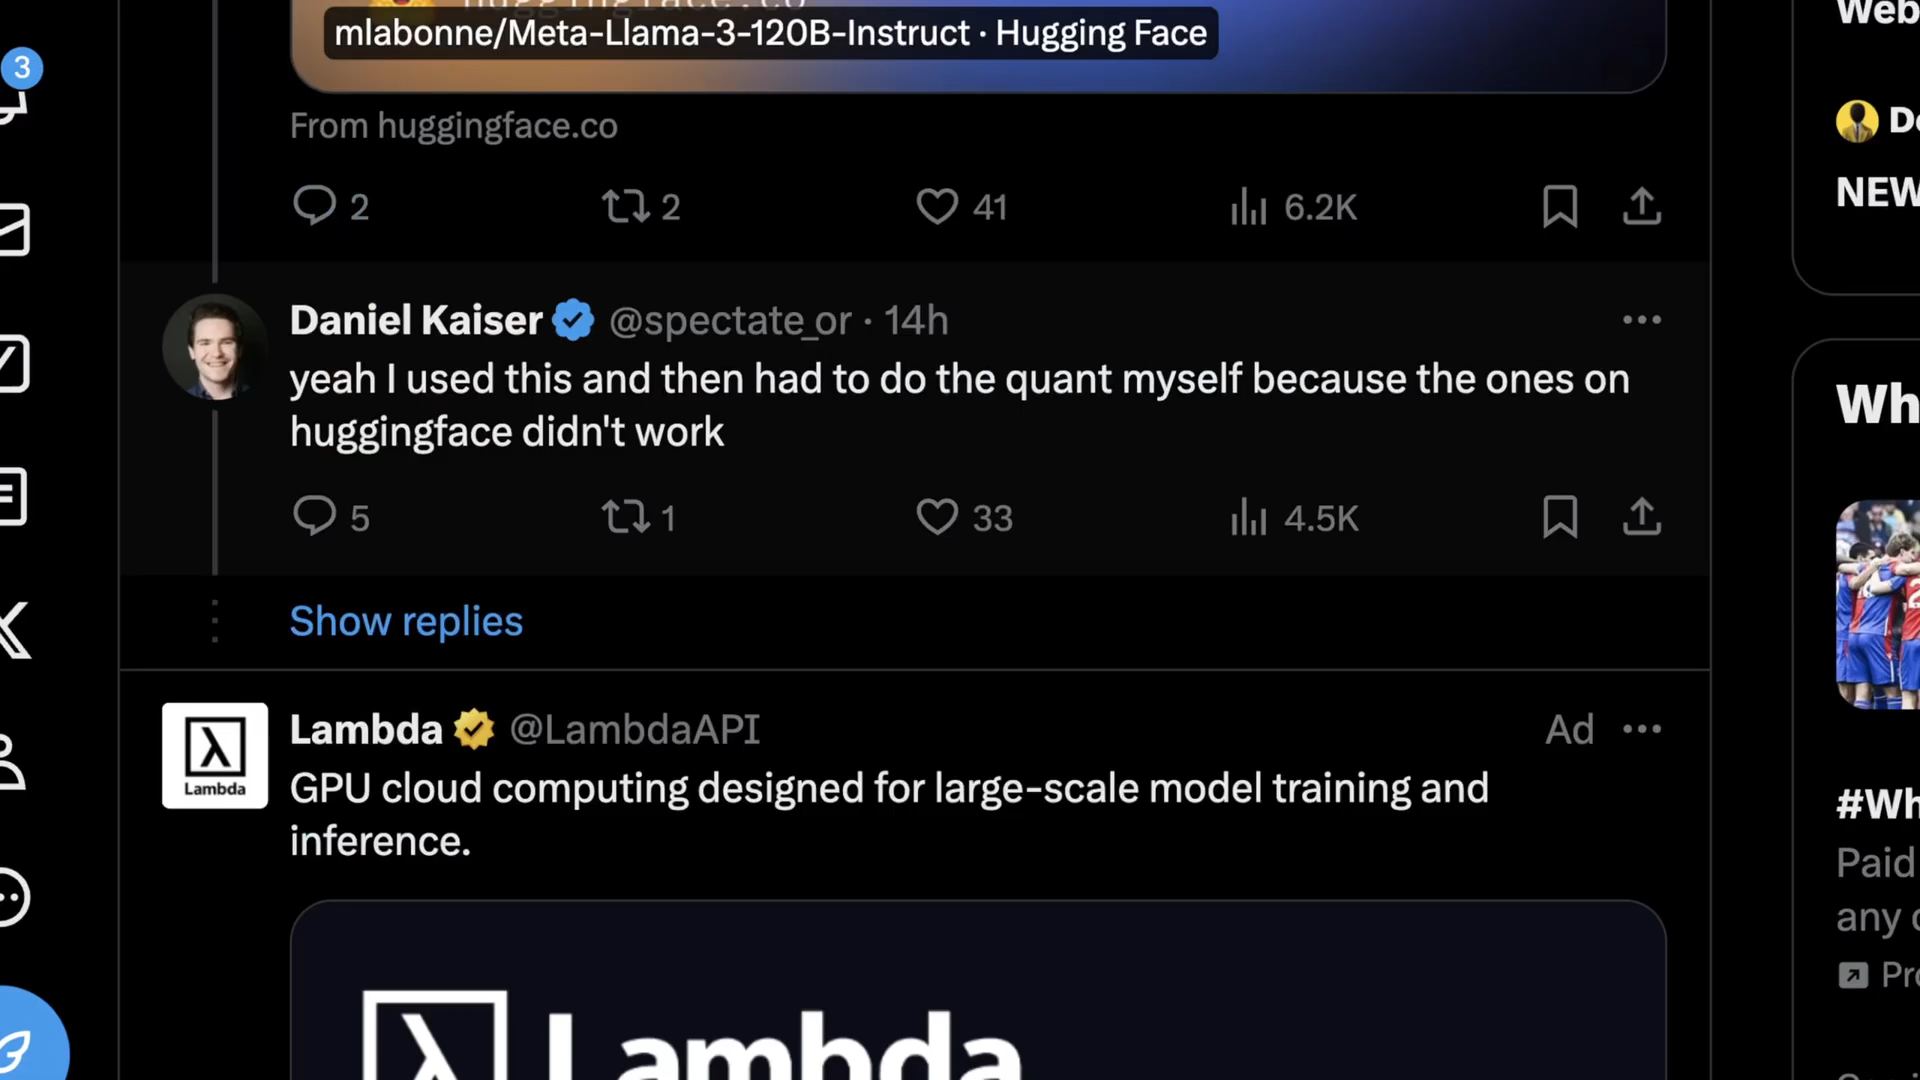 mlabonne/Meta-Llama-3-120B-Instruct · Hugging Face
From huggingface.co
2 2 41 6.2K
Daniel Kaiser @spectate_or · 14h
yeah I used this and then had to do the quant myself because the ones on
huggingface didn't work
5 1 33 4.5K
Show replies
Lambda @LambdaAPI Ad
GPU cloud computing designed for large-scale model training and
inference.
Lambda
Lambda
3
Web
NEW
Wh
#Wh
Paid
any